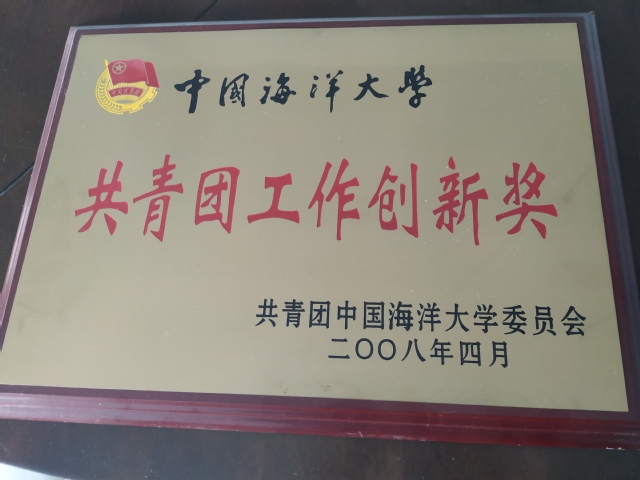 中国海洋大學
共青团工作创新奖
共青团中国海洋大学委员会
二〇〇八年四月